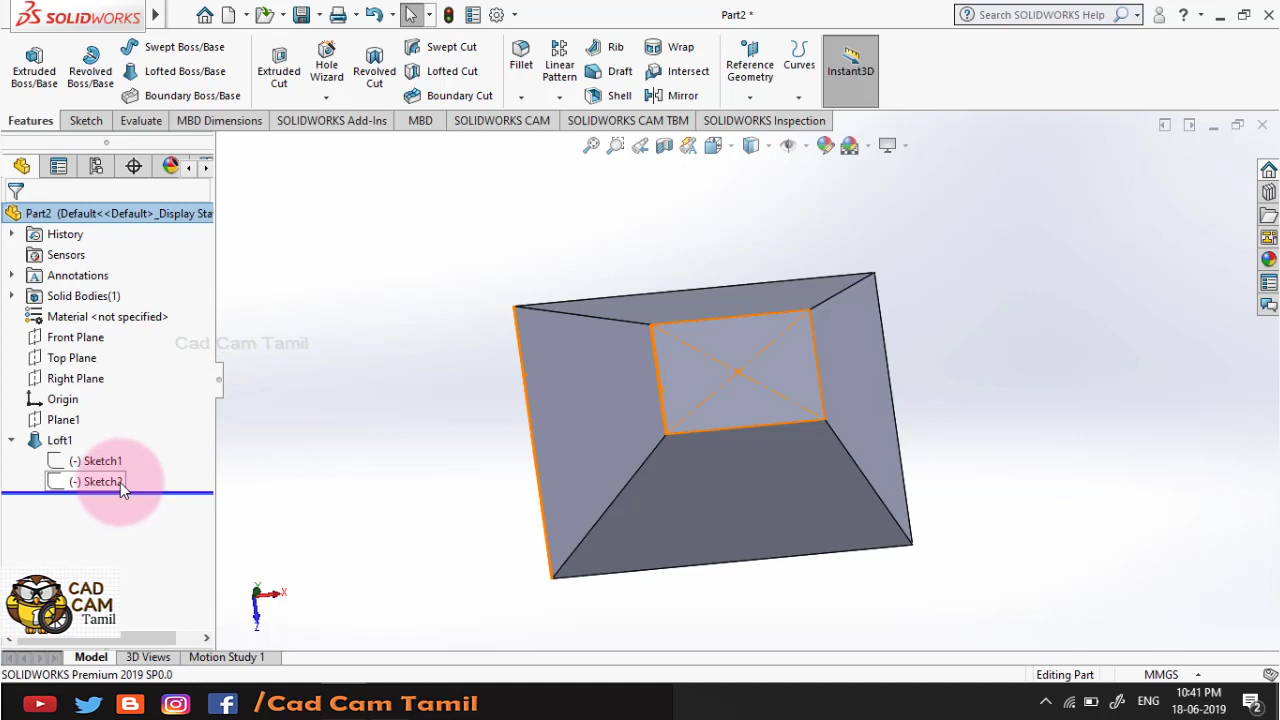 SOLIDWORKS
Part2 *
Search SOLIDWORKS Help
Extruded Boss/Base
Revolved Boss/Base
Swept Boss/Base
Lofted Boss/Base
Boundary Boss/Base
Extruded Cut
Hole Wizard
Revolved Cut
Swept Cut
Lofted Cut
Boundary Cut
Fillet
Linear Pattern
Rib
Draft
Shell
Wrap
Intersect
Mirror
Reference Geometry
Curves
Instant3D
Features
Sketch
Evaluate
MBD Dimensions
SOLIDWORKS Add-Ins
MBD
SOLIDWORKS CAM
SOLIDWORKS CAM TBM
SOLIDWORKS Inspection
Part2 (Default<<Default>_Display Sta
History
Sensors
Annotations
Solid Bodies(1)
Material <not specified>
Front Plane
Cad Cam Tamil
Top Plane
Right Plane
Origin
Plane1
Loft1
(-) Sketch1
(-) Sketch2
CAD
CAM
Tamil
Y
X
Z
Model
3D Views
Motion Study 1
SOLIDWORKS Premium 2019 SP0.0
Editing Part
MMGS
/Cad Cam Tamil
ENG
10:41 PM
18-06-2019
2